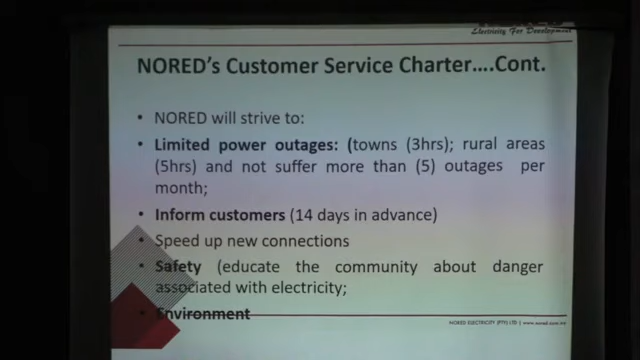 Electricity For Development
NORED's Customer Service Charter....Cont.
• NORED will strive to:
• Limited power outages: (towns (3hrs); rural areas
(5hrs) and not suffer more than (5) outages per
month;
• Inform customers (14 days in advance)
• Speed up new connections
• Safety (educate the community about danger
associated with electricity;
• Environment
NORED ELECTRICITY (PTY) LTD | www.nored.com.na